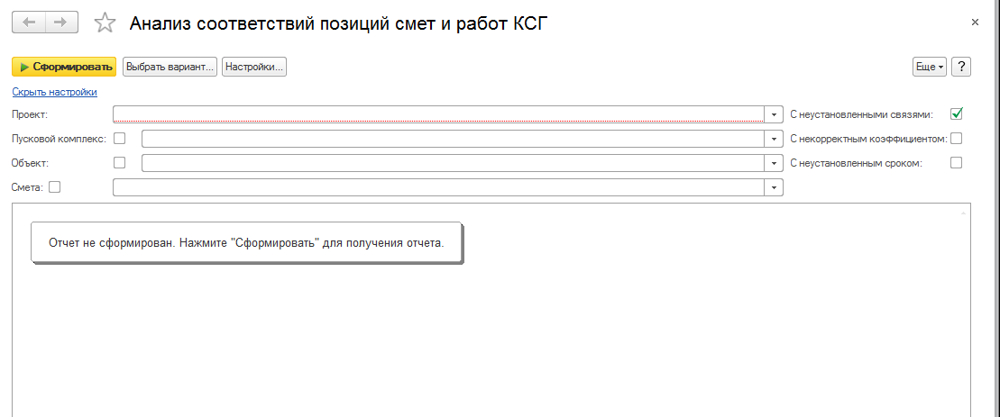 Анализ соответствий позиций смет и работ КСГ
Сформировать Выбрать вариант... Настройки... Еще ?
Скрыть настройки
Проект: С неустановленными связями:
Пусковой комплекс: С некорректным коэффициентом:
Объект: С неустановленным сроком:
Смета:
Отчет не сформирован. Нажмите "Сформировать" для получения отчета.